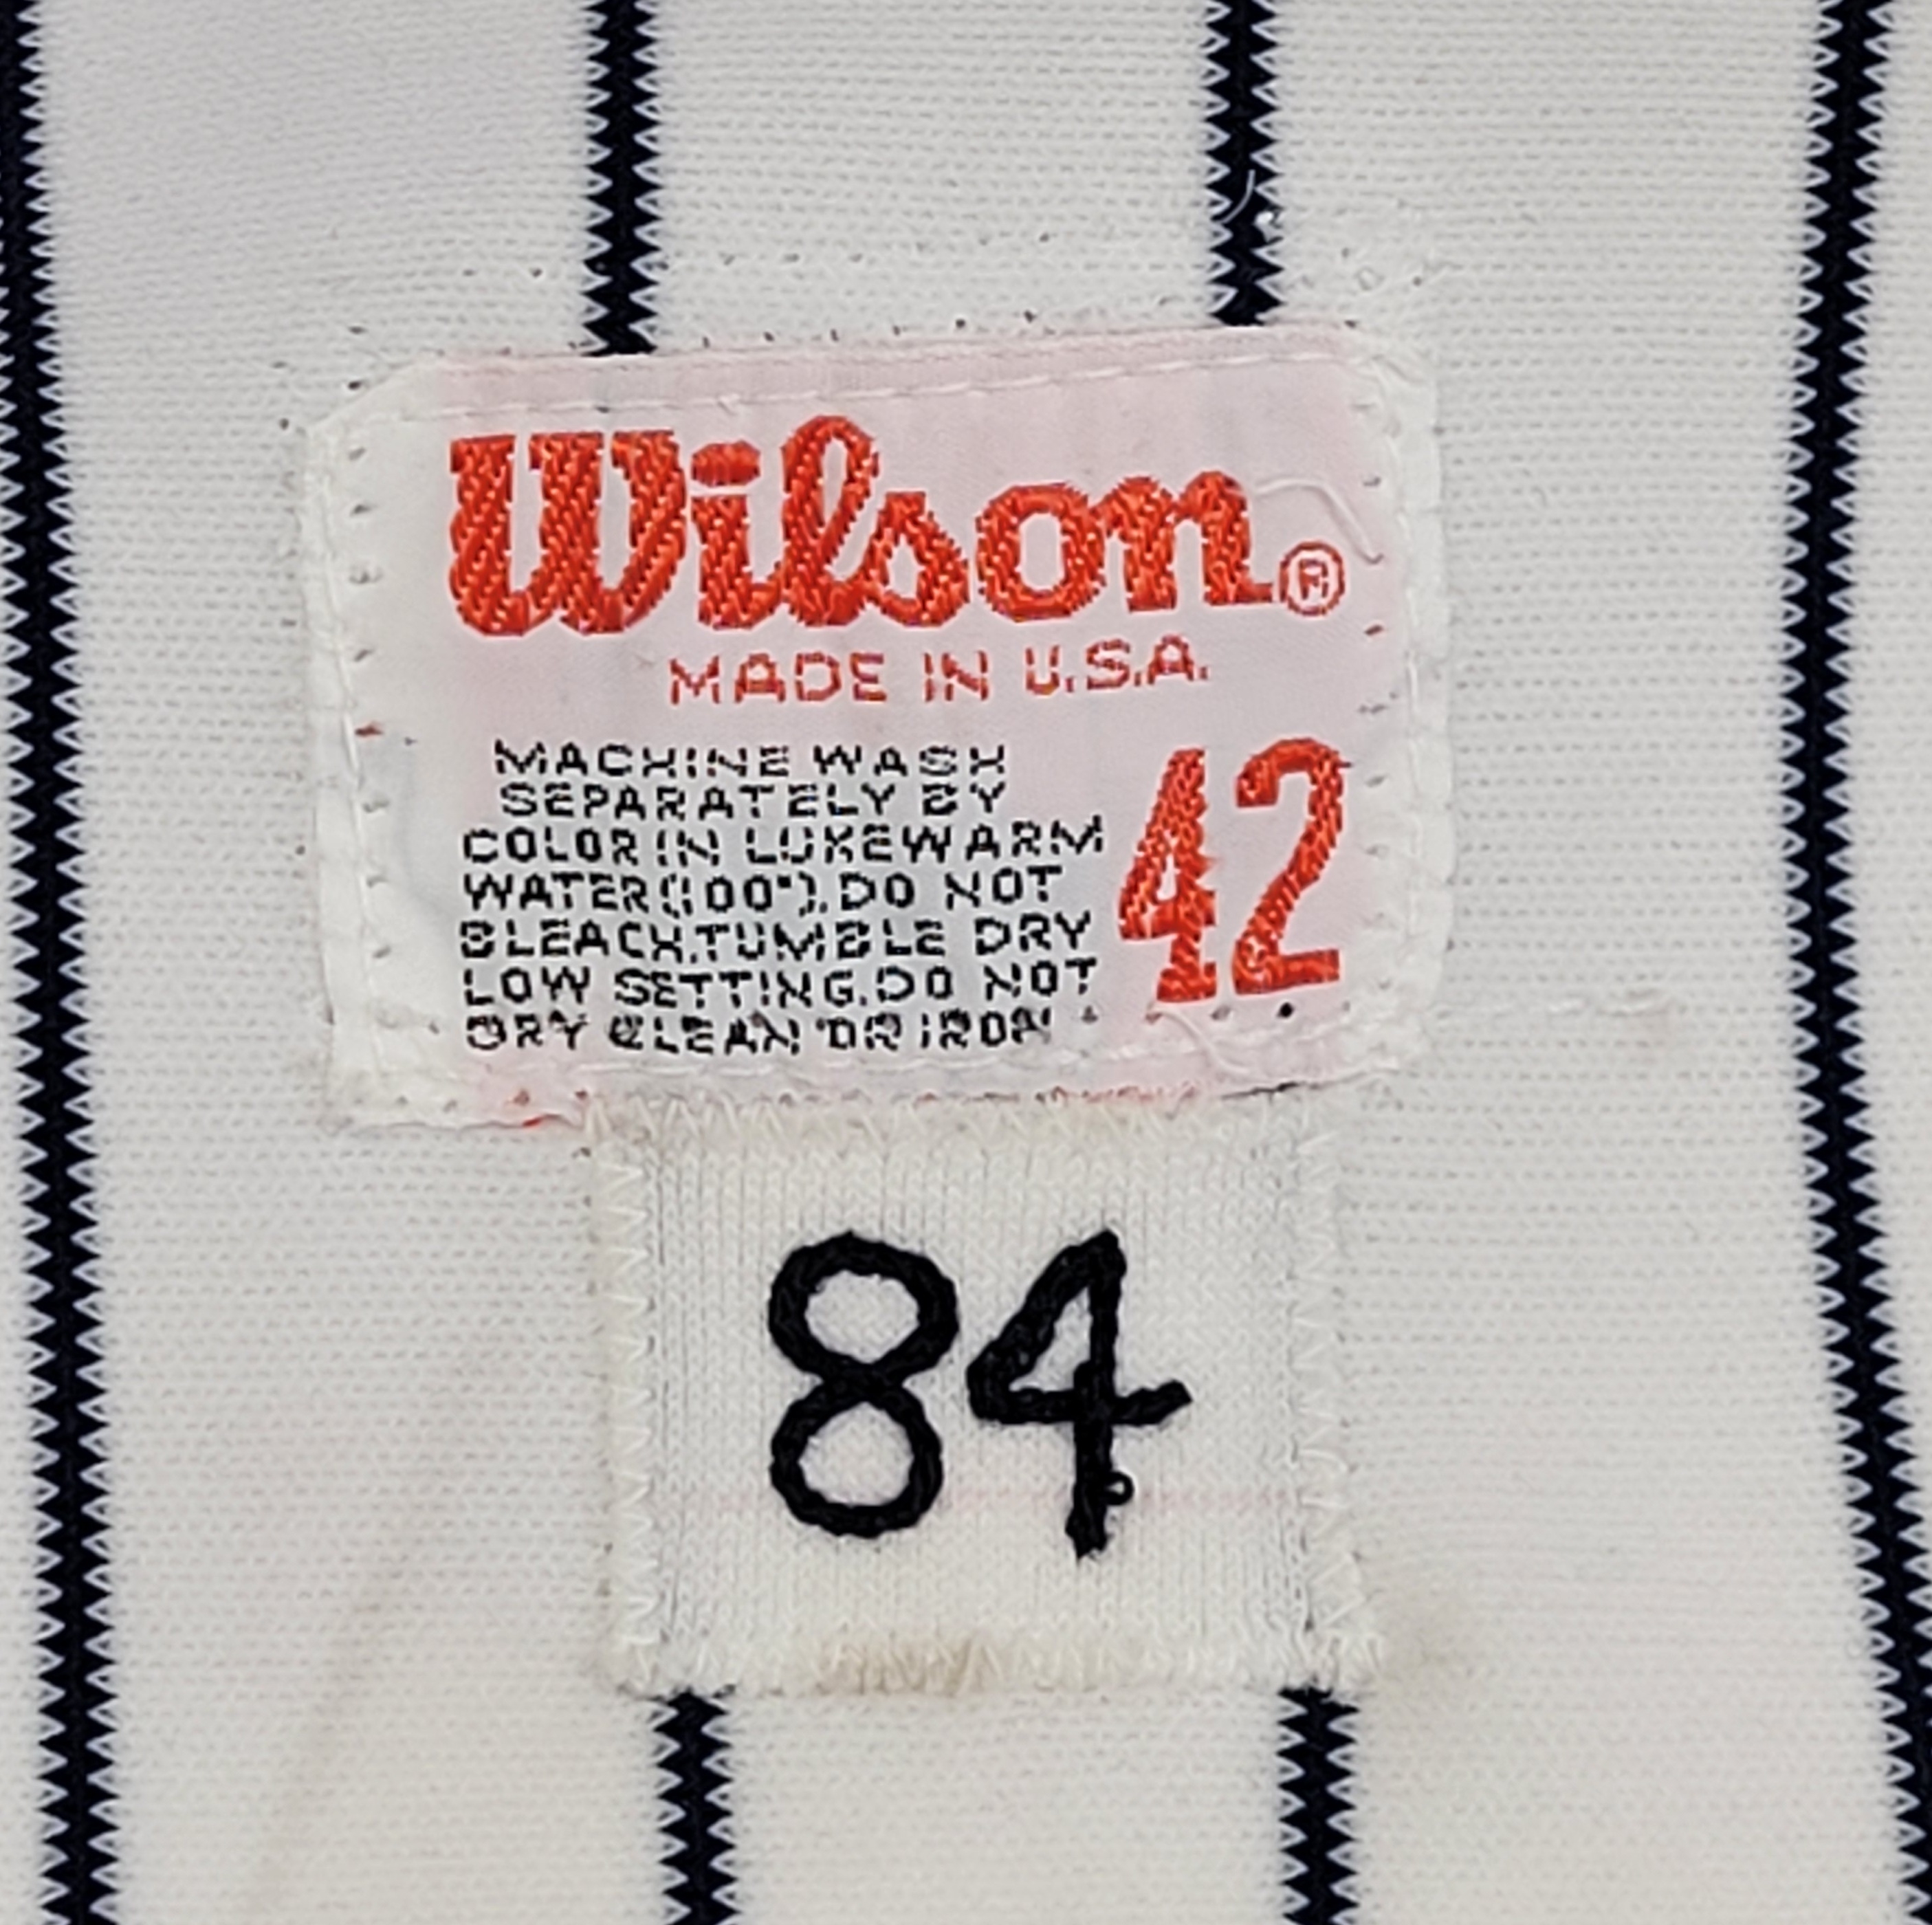 Wilson®
MADE IN U.S.A.
MACHINE WASH
SEPARATELY BY
COLOR IN LUKEWARM
WATER(100°).DO NOT
BLEACH.TUMBLE DRY
LOW SETTING.DO NOT
DRY CLEAN OR IRON
42
84